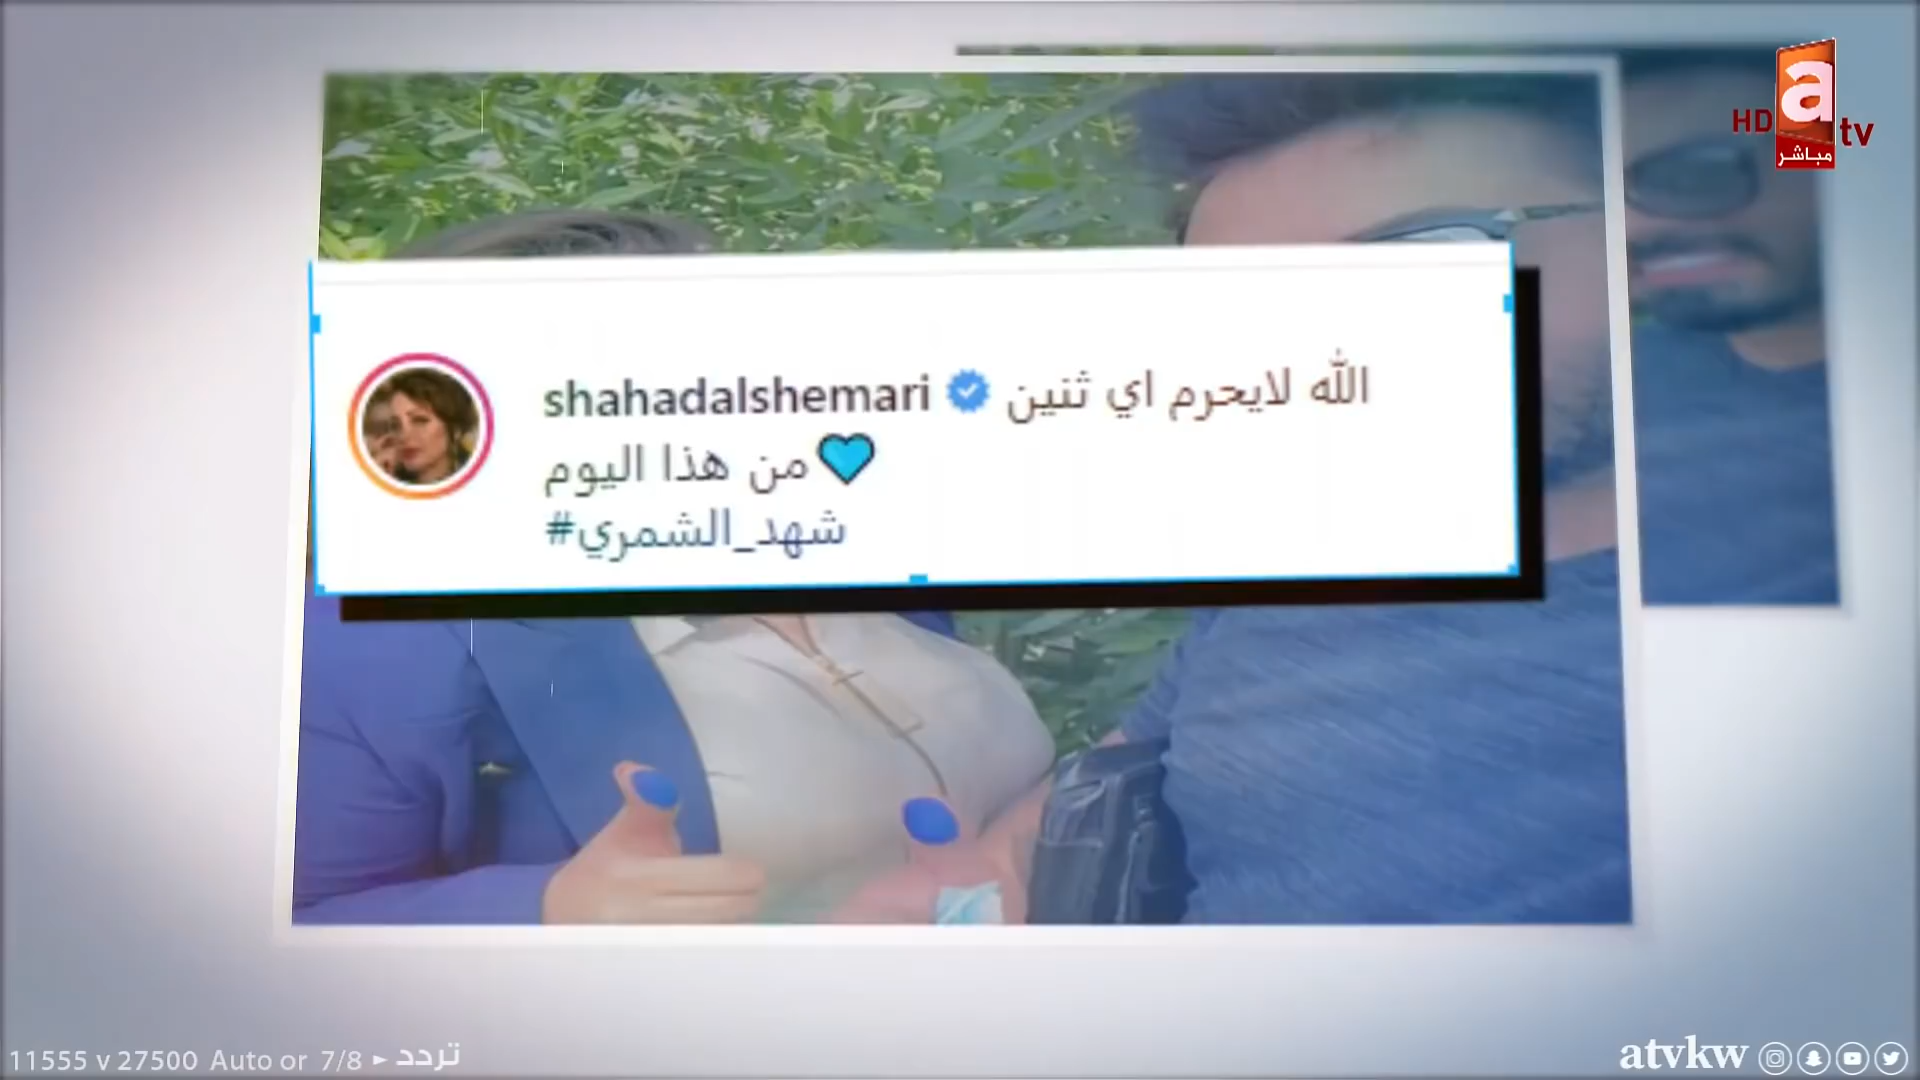 HD a tv
مباشر
shahadalshemari الله لايحرم اي ثنين
من هذا اليوم
#شهد_الشمري
11555 v 27500 Auto or 7/8 ► تردد
atvkw